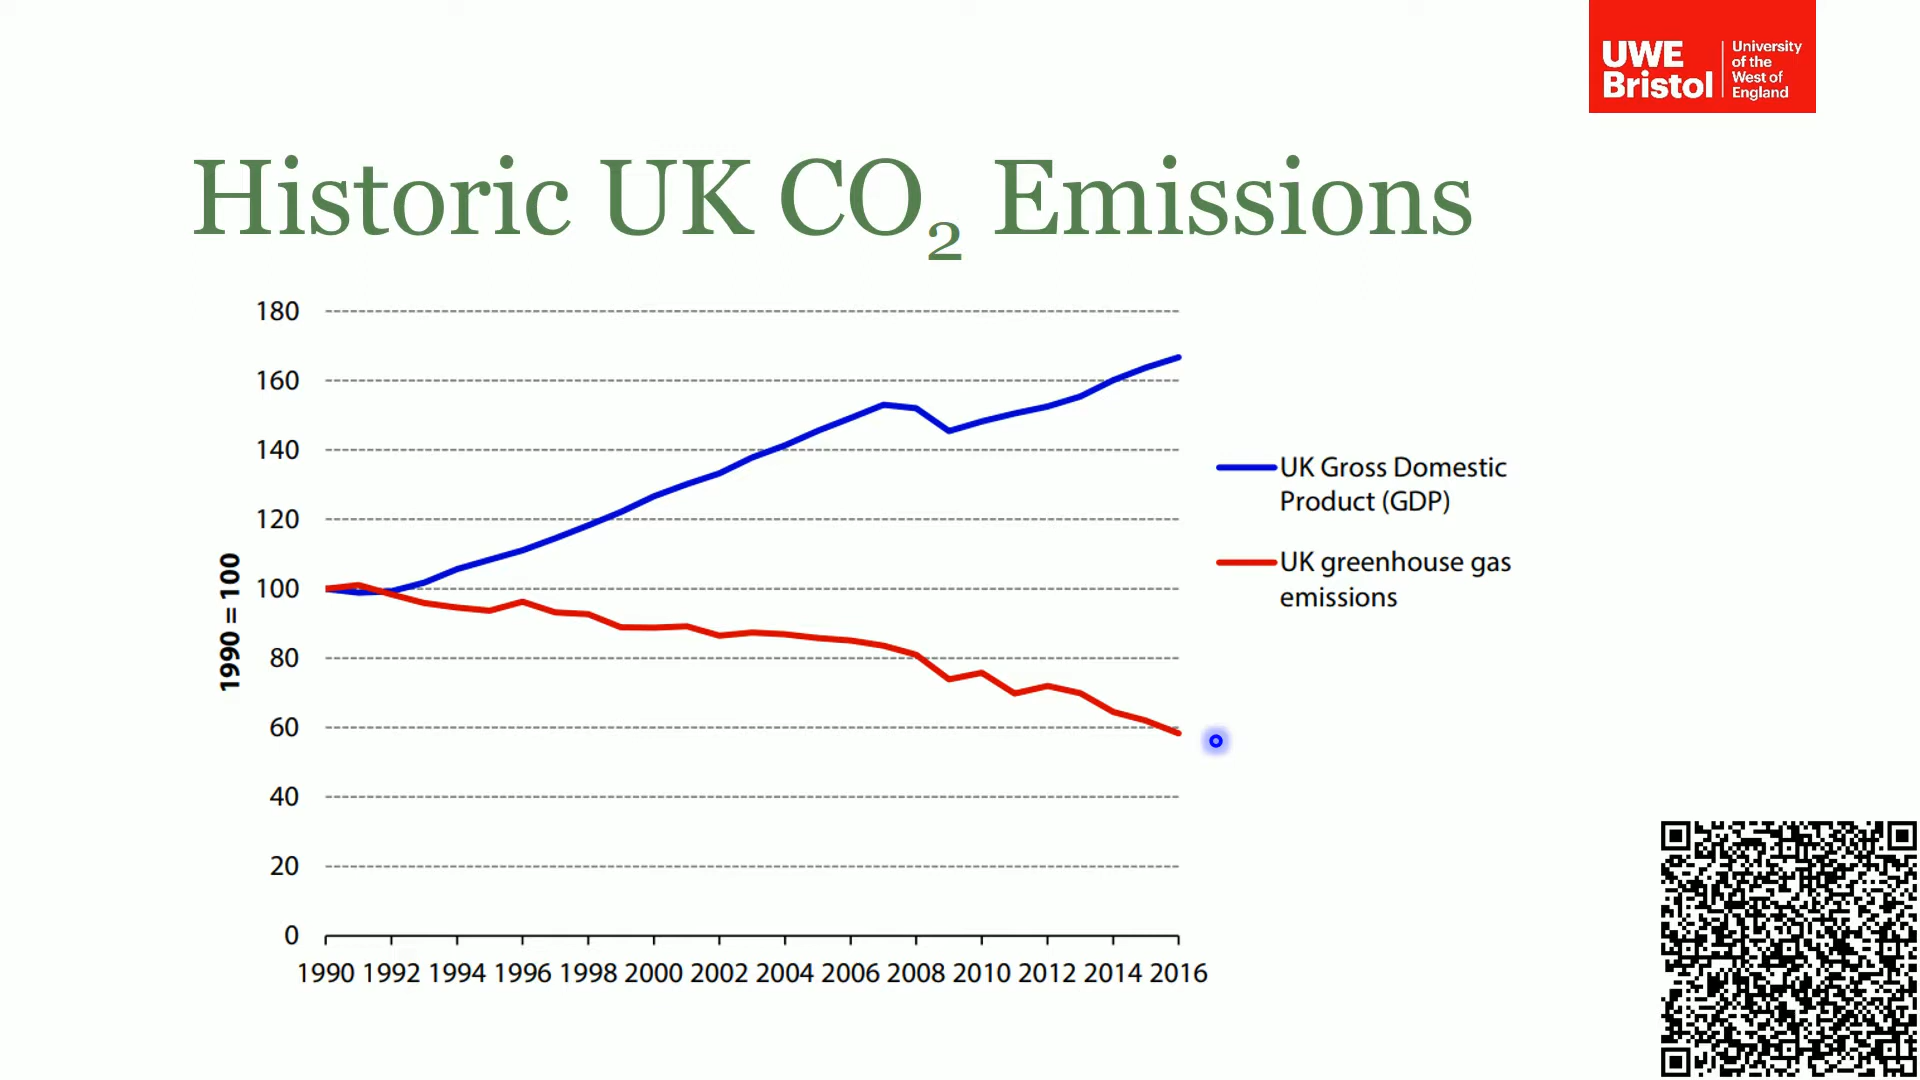 UWE
Bristol
University
of the
West of
England
Historic UK CO₂ Emissions
180
160
140
120
100
80
60
40
20
0
1990 = 100
1990 1992 1994 1996 1998 2000 2002 2004 2006 2008 2010 2012 2014 2016
UK Gross Domestic
Product (GDP)
UK greenhouse gas
emissions